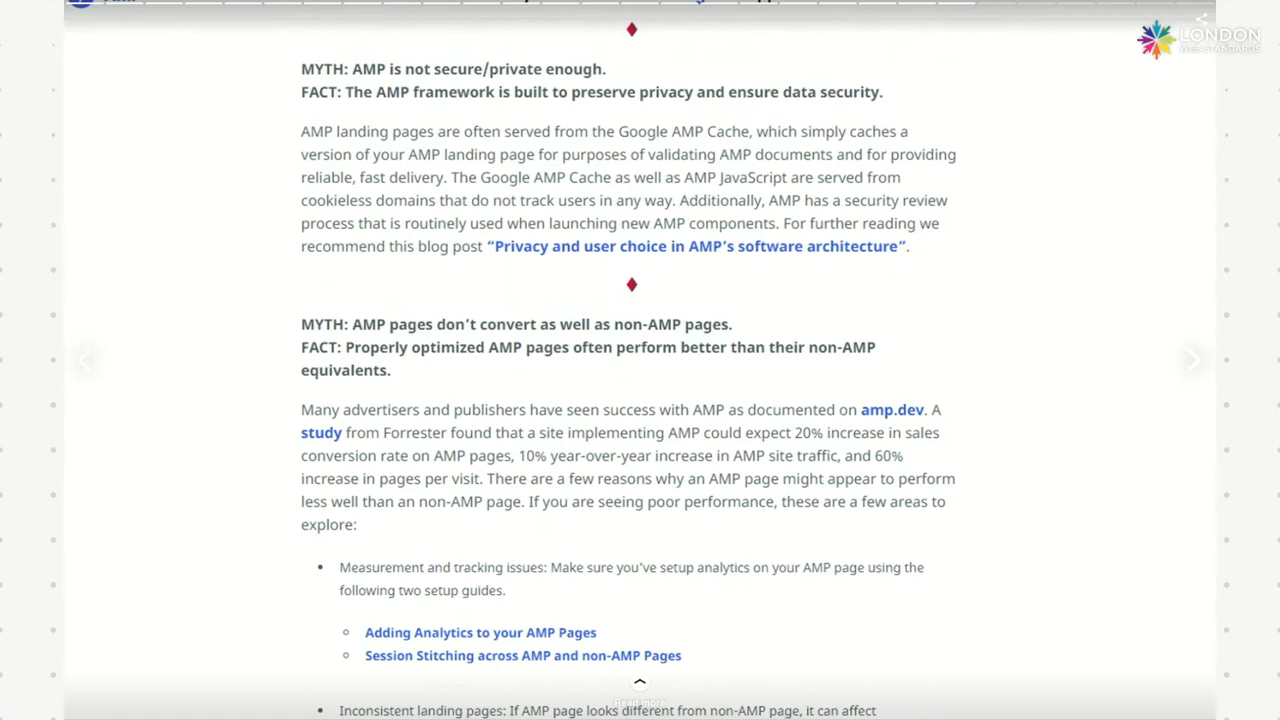 LONDON
WEB STANDARDS
MYTH: AMP is not secure/private enough.
FACT: The AMP framework is built to preserve privacy and ensure data security.
AMP landing pages are often served from the Google AMP Cache, which simply caches a
version of your AMP landing page for purposes of validating AMP documents and for providing
reliable, fast delivery. The Google AMP Cache as well as AMP JavaScript are served from
cookieless domains that do not track users in any way. Additionally, AMP has a security review
process that is routinely used when launching new AMP components. For further reading we
recommend this blog post “Privacy and user choice in AMP’s software architecture“.
MYTH: AMP pages don’t convert as well as non-AMP pages.
FACT: Properly optimized AMP pages often perform better than their non-AMP
equivalents.
Many advertisers and publishers have seen success with AMP as documented on amp.dev. A
study from Forrester found that a site implementing AMP could expect 20% increase in sales
conversion rate on AMP pages, 10% year-over-year increase in AMP site traffic, and 60%
increase in pages per visit. There are a few reasons why an AMP page might appear to perform
less well than an non-AMP page. If you are seeing poor performance, these are a few areas to
explore:
• Measurement and tracking issues: Make sure you’ve setup analytics on your AMP page using the
following two setup guides.
Adding Analytics to your AMP Pages
Session Stitching across AMP and non-AMP Pages
Read more
• Inconsistent landing pages: If AMP page looks different from non-AMP page, it can affect